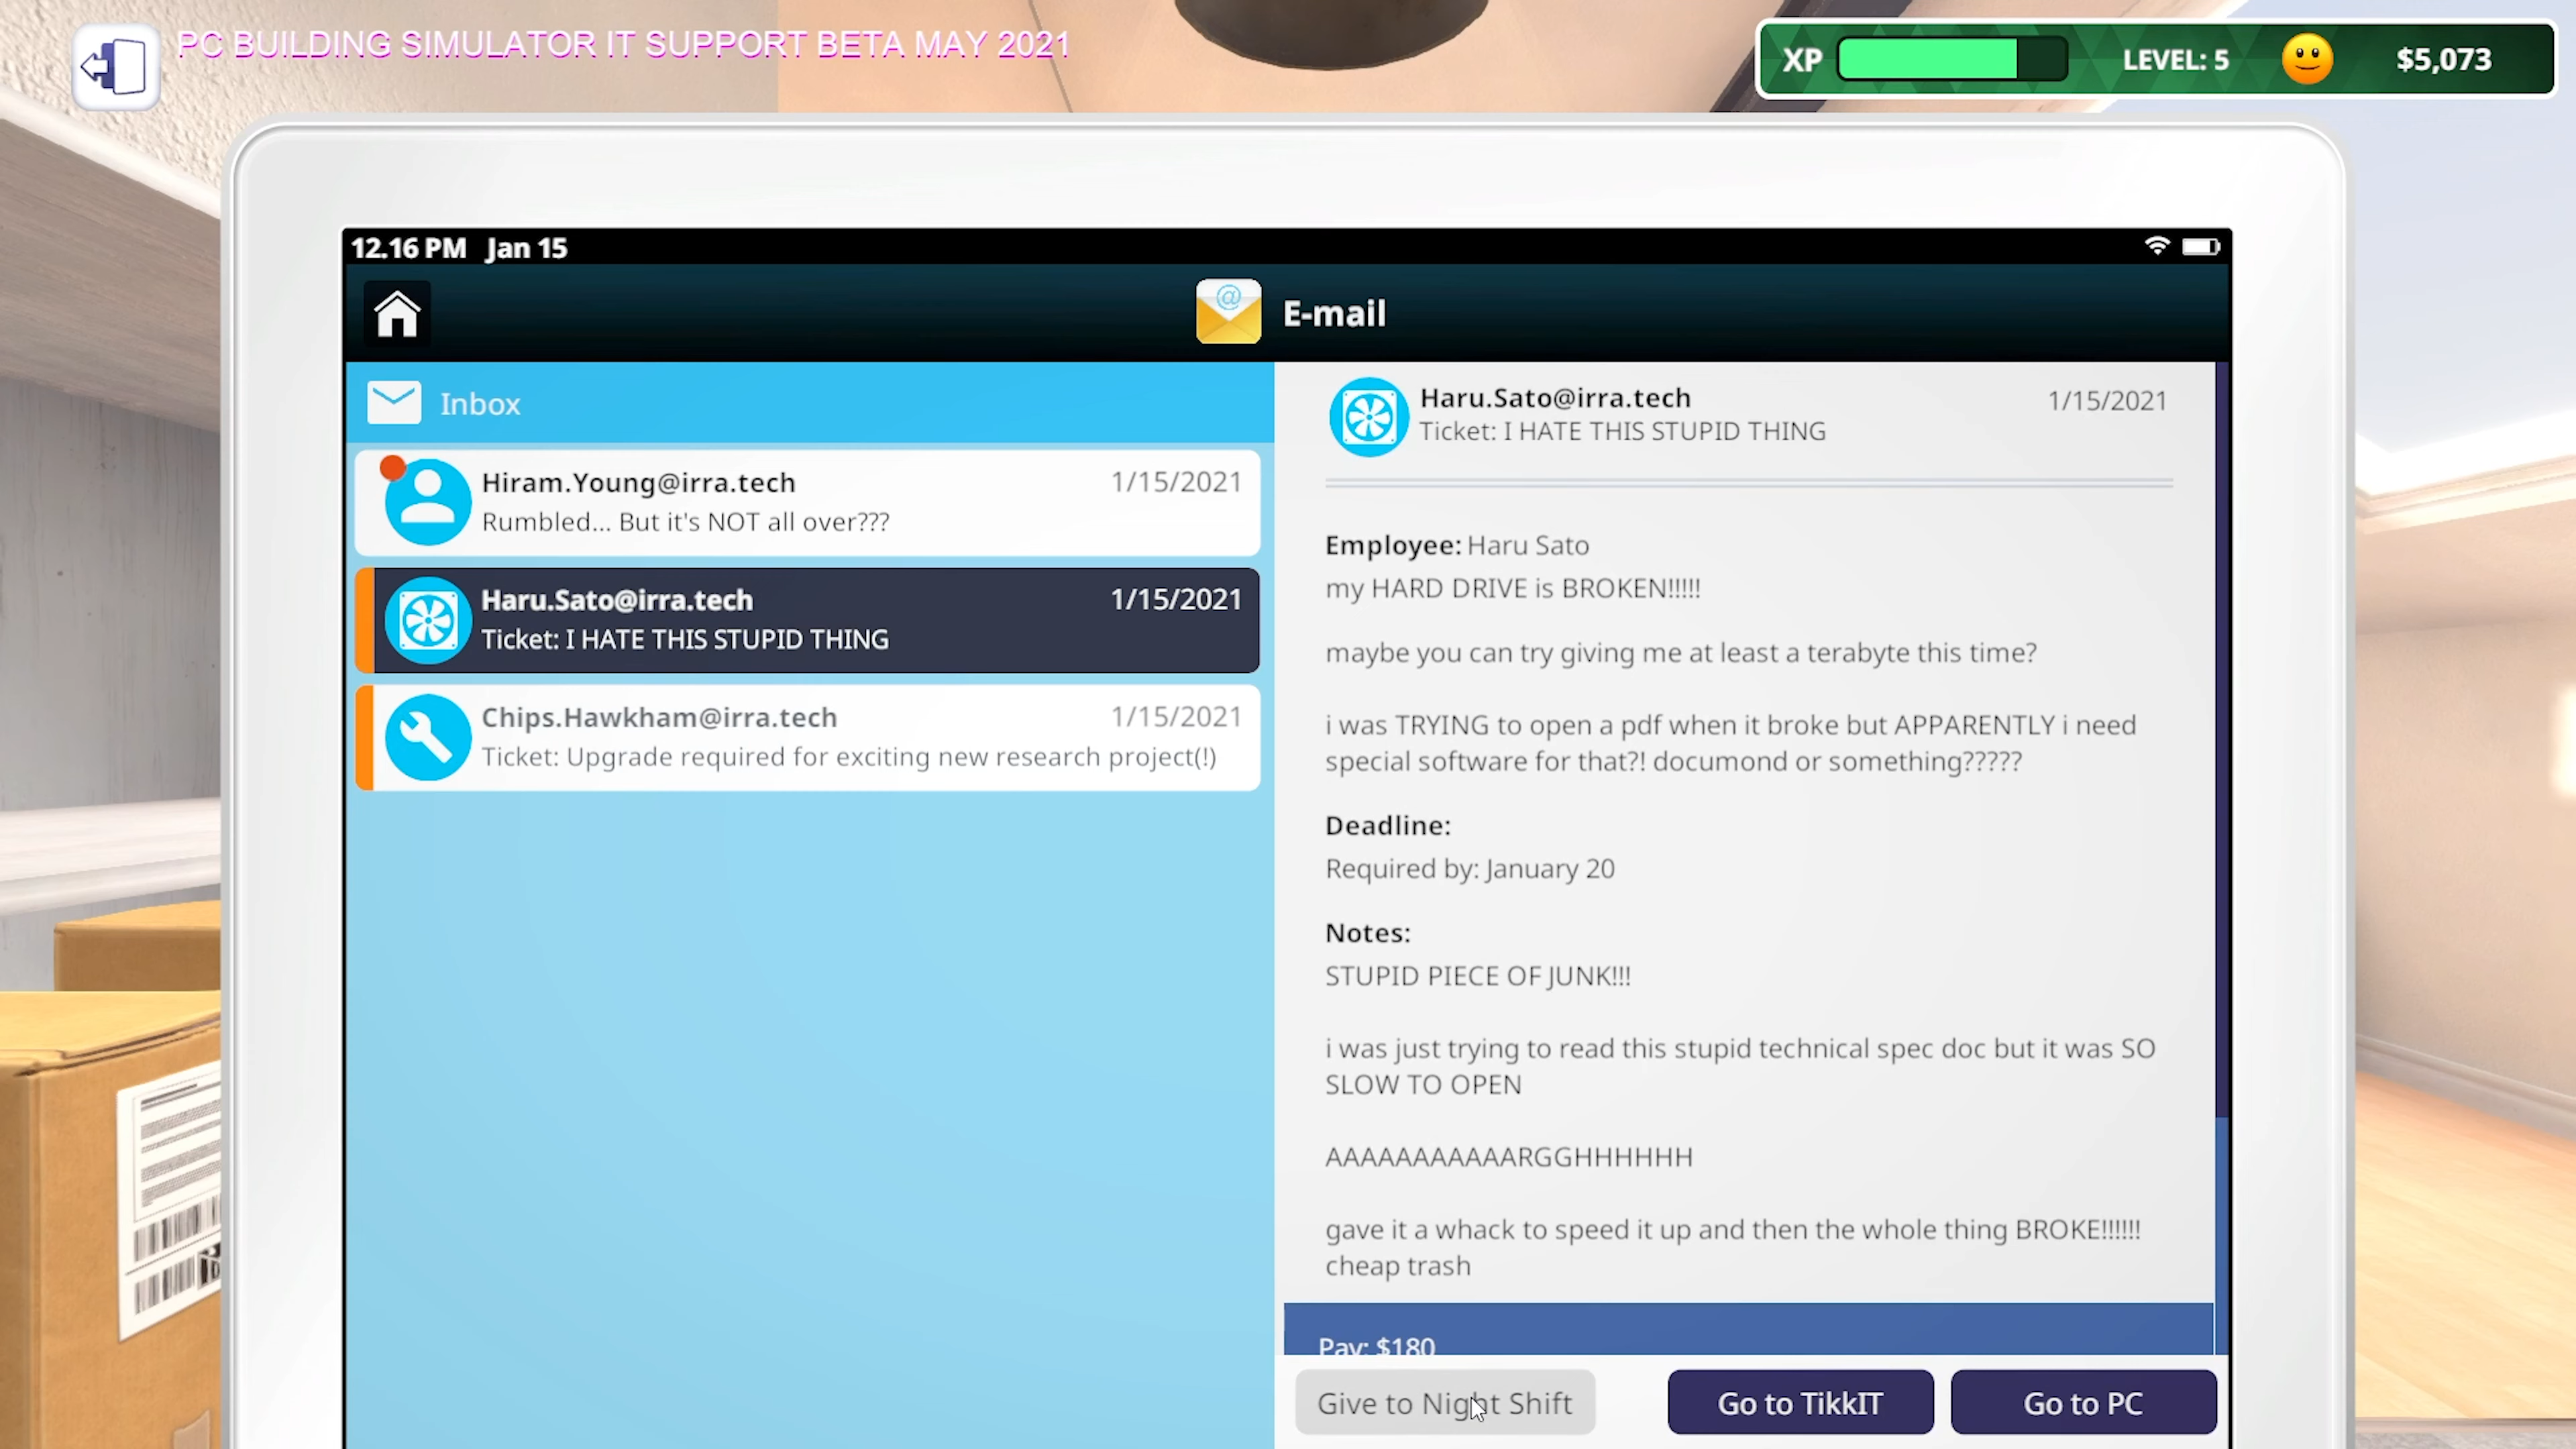 PC BUILDING SIMULATOR IT SUPPORT BETA MAY 2021
XP
LEVEL: 5
$5,073
12.16 PM Jan 15
E-mail
Inbox
Hiram.Young@irra.tech 1/15/2021
Rumbled... But it's NOT all over???
Haru.Sato@irra.tech 1/15/2021
Ticket: I HATE THIS STUPID THING
Chips.Hawkham@irra.tech 1/15/2021
Ticket: Upgrade required for exciting new research project(!)
Haru.Sato@irra.tech 1/15/2021
Ticket: I HATE THIS STUPID THING
Employee: Haru Sato
my HARD DRIVE is BROKEN!!!!!
maybe you can try giving me at least a terabyte this time?
i was TRYING to open a pdf when it broke but APPARENTLY i need
special software for that?! documond or something?????
Deadline:
Required by: January 20
Notes:
STUPID PIECE OF JUNK!!!
i was just trying to read this stupid technical spec doc but it was SO
SLOW TO OPEN
AAAAAAAAAAARGGHHHHHH
gave it a whack to speed it up and then the whole thing BROKE!!!!!!
cheap trash
Pay: $180
Give to Night Shift
Go to TikkIT
Go to PC